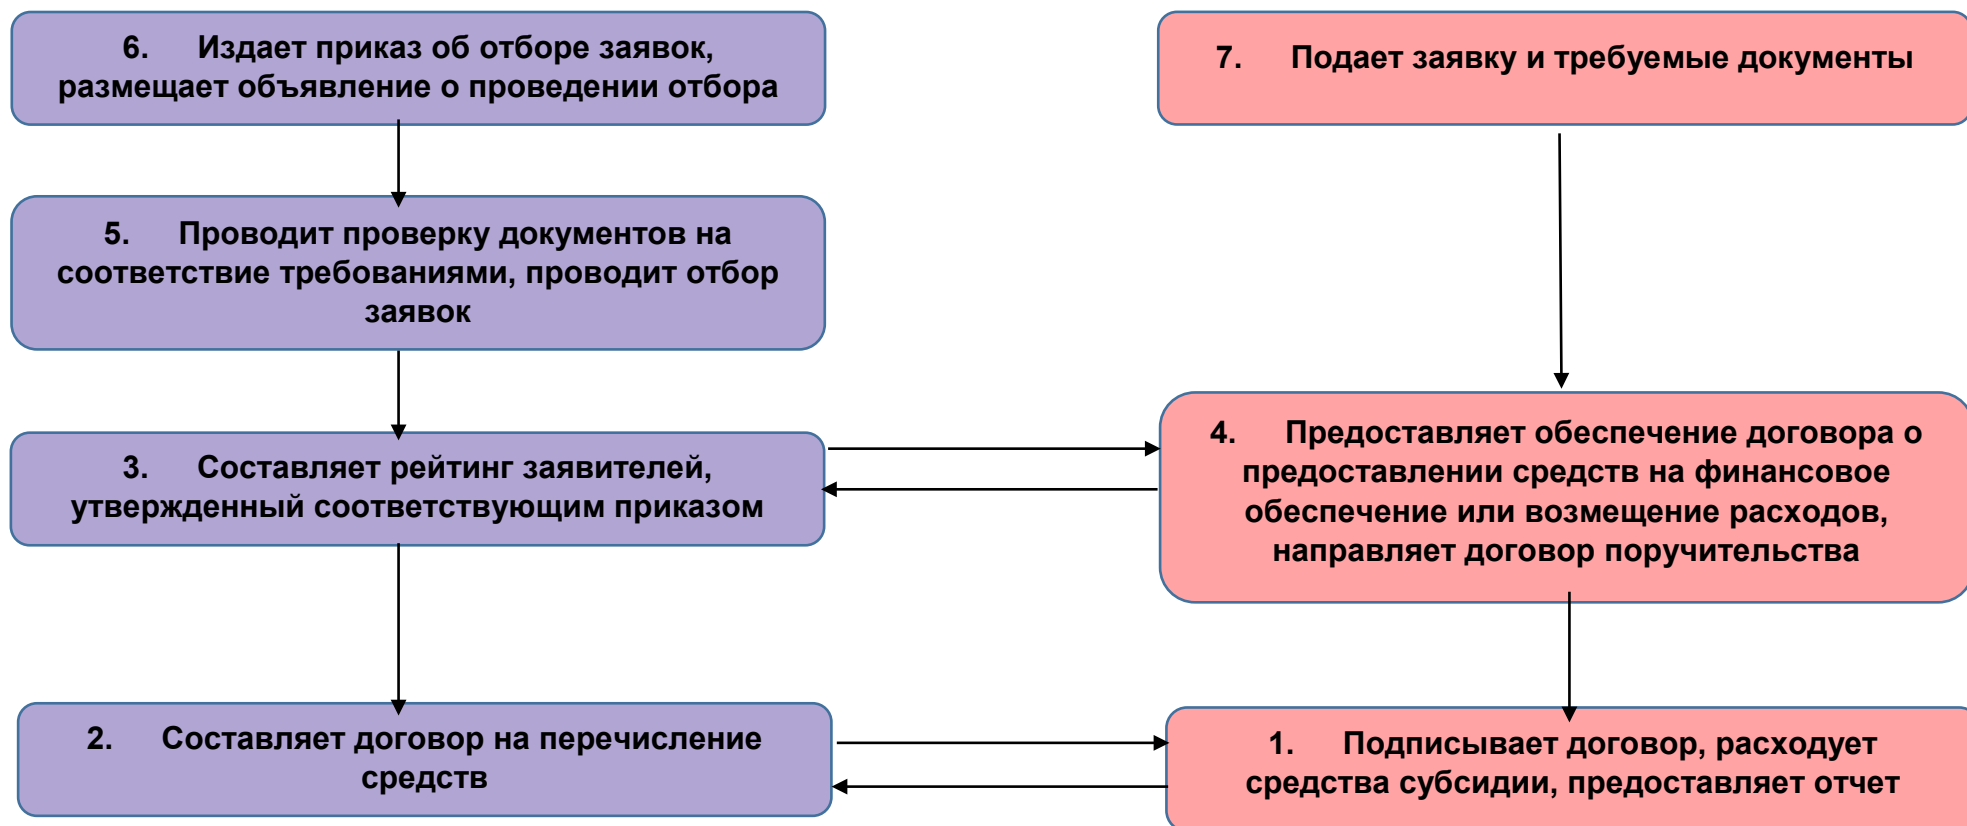 6. Издает приказ об отборе заявок,
размещает объявление о проведении отбора
7. Подает заявку и требуемые документы
5. Проводит проверку документов на
соответствие требованиями, проводит отбор
заявок
3. Составляет рейтинг заявителей,
утвержденный соответствующим приказом
4. Предоставляет обеспечение договора о
предоставлении средств на финансовое
обеспечение или возмещение расходов,
направляет договор поручительства
2. Составляет договор на перечисление
средств
1. Подписывает договор, расходует
средства субсидии, предоставляет отчет